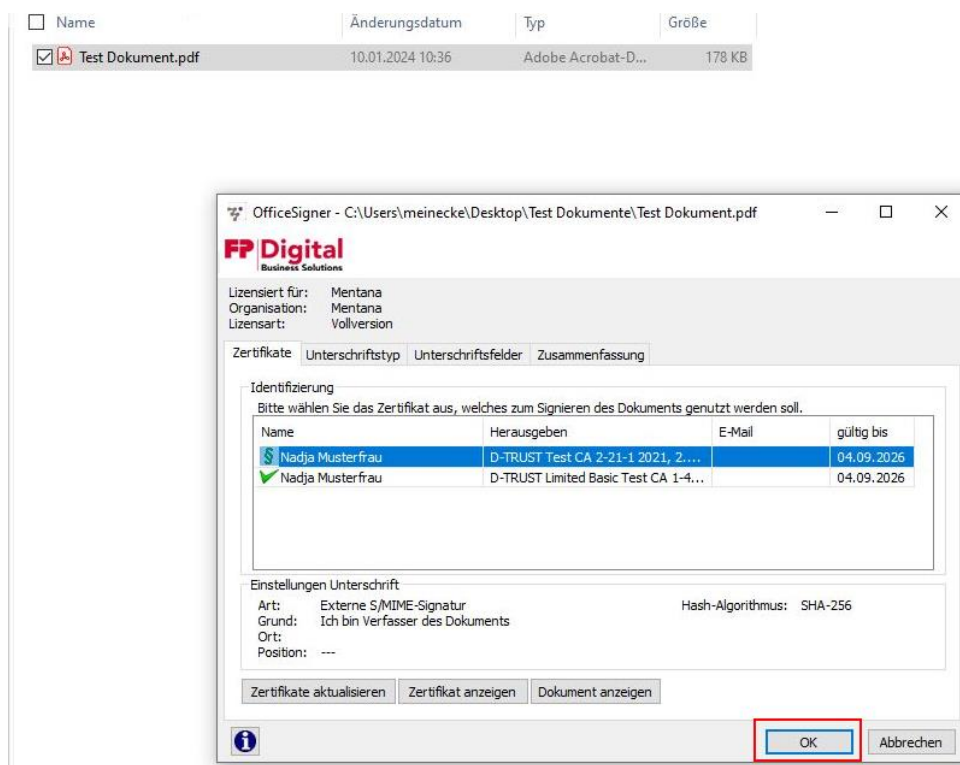 Name Änderungsdatum Typ Größe
Test Dokument.pdf 10.01.2024 10:36 Adobe Acrobat-D... 178 KB
OfficeSigner - C:\Users\meinecke\Desktop\Test Dokumente\Test Dokument.pdf
FP Digital
Business Solutions
Lizensiert für: Mentana
Organisation: Mentana
Lizensart: Vollversion
Zertifikate Unterschriftstyp Unterschriftsfelder Zusammenfassung
Identifizierung
Bitte wählen Sie das Zertifikat aus, welches zum Signieren des Dokuments genutzt werden soll.
Name Herausgeben E-Mail gültig bis
§ Nadja Musterfrau D-TRUST Test CA 2-21-1 2021, 2.... 04.09.2026
Nadja Musterfrau D-TRUST Limited Basic Test CA 1-4... 04.09.2026
Einstellungen Unterschrift
Art: Externe S/MIME-Signatur Hash-Algorithmus: SHA-256
Grund: Ich bin Verfasser des Dokuments
Ort:
Position: ---
Zertifikate aktualisieren Zertifikat anzeigen Dokument anzeigen
OK Abbrechen